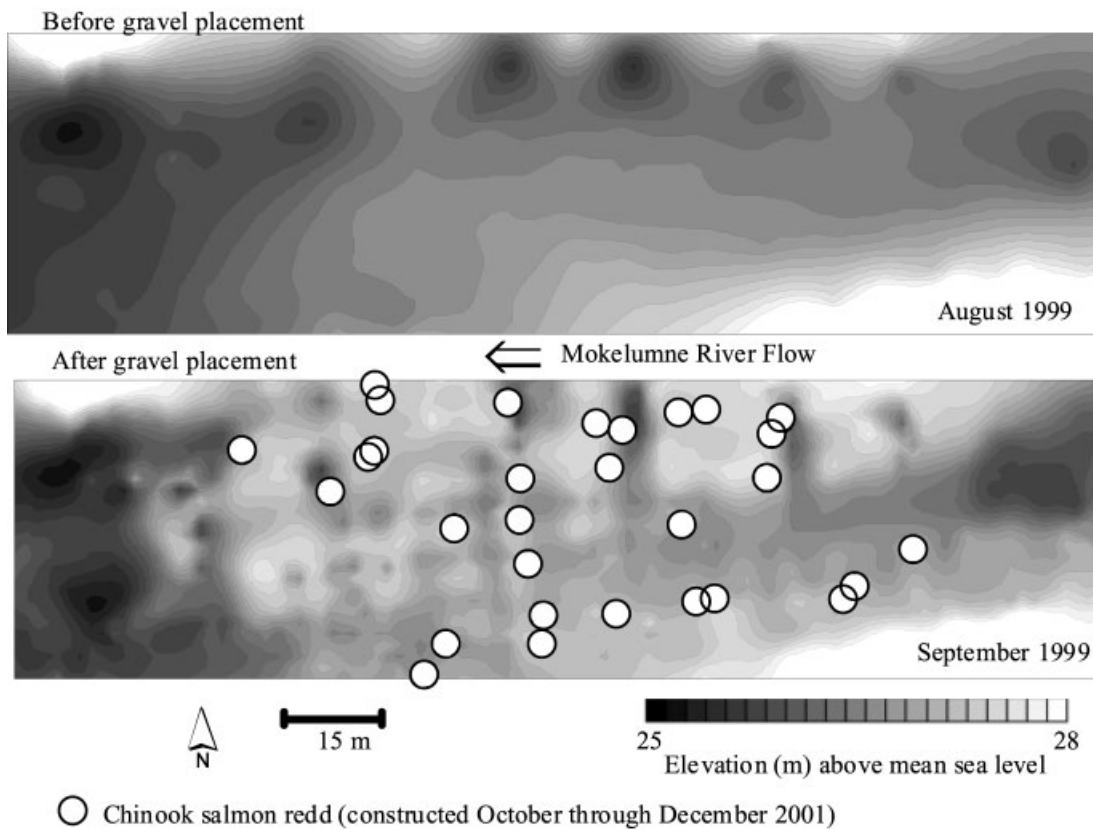 Before gravel placement
August 1999
After gravel placement
Mokelumne River Flow
September 1999
15 m
N
25
28
Elevation (m) above mean sea level
Chinook salmon redd (constructed October through December 2001)